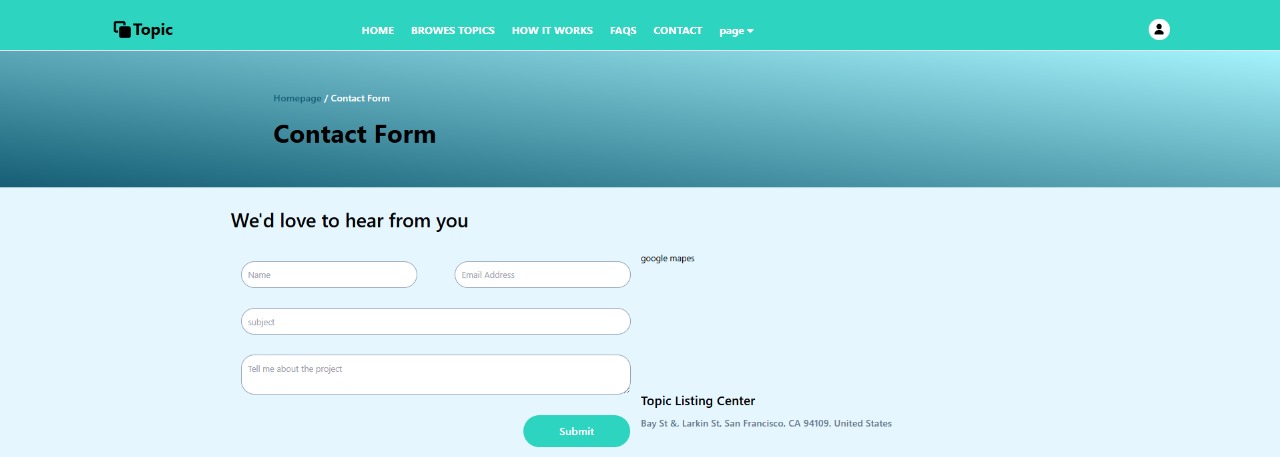 Topic
HOME BROWES TOPICS HOW IT WORKS FAQS CONTACT page
Homepage / Contact Form
Contact Form
We'd love to hear from you
Name
Email Address
subject
Tell me about the project
Submit
google mapes
Topic Listing Center
Bay St &, Larkin St, San Francisco, CA 94109, United States